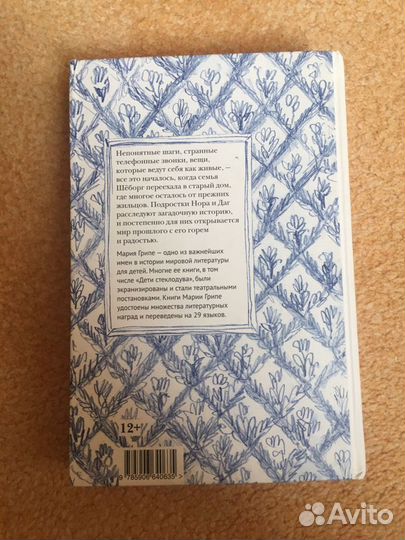 Непонятные шаги, странные
телефонные звонки, вещи,
которые ведут себя как живые, —
все это началось, когда семья
Шёборг переехала в старый дом,
где многое осталось от прежних
жильцов. Подростки Нора и Даг
расследуют загадочную историю,
и постепенно для них открывается
мир прошлого с его горем
и радостью.
Мария Грипе — одно из важнейших
имен в истории мировой литературы
для детей. Многие ее книги, в том
числе «Дети стеклодува», были
экранизированы и стали театральными
постановками. Книги Марии Грипе
удостоены множества литературных
наград и переведены на 29 языков.
12+
9 785906 640635 >
Avito